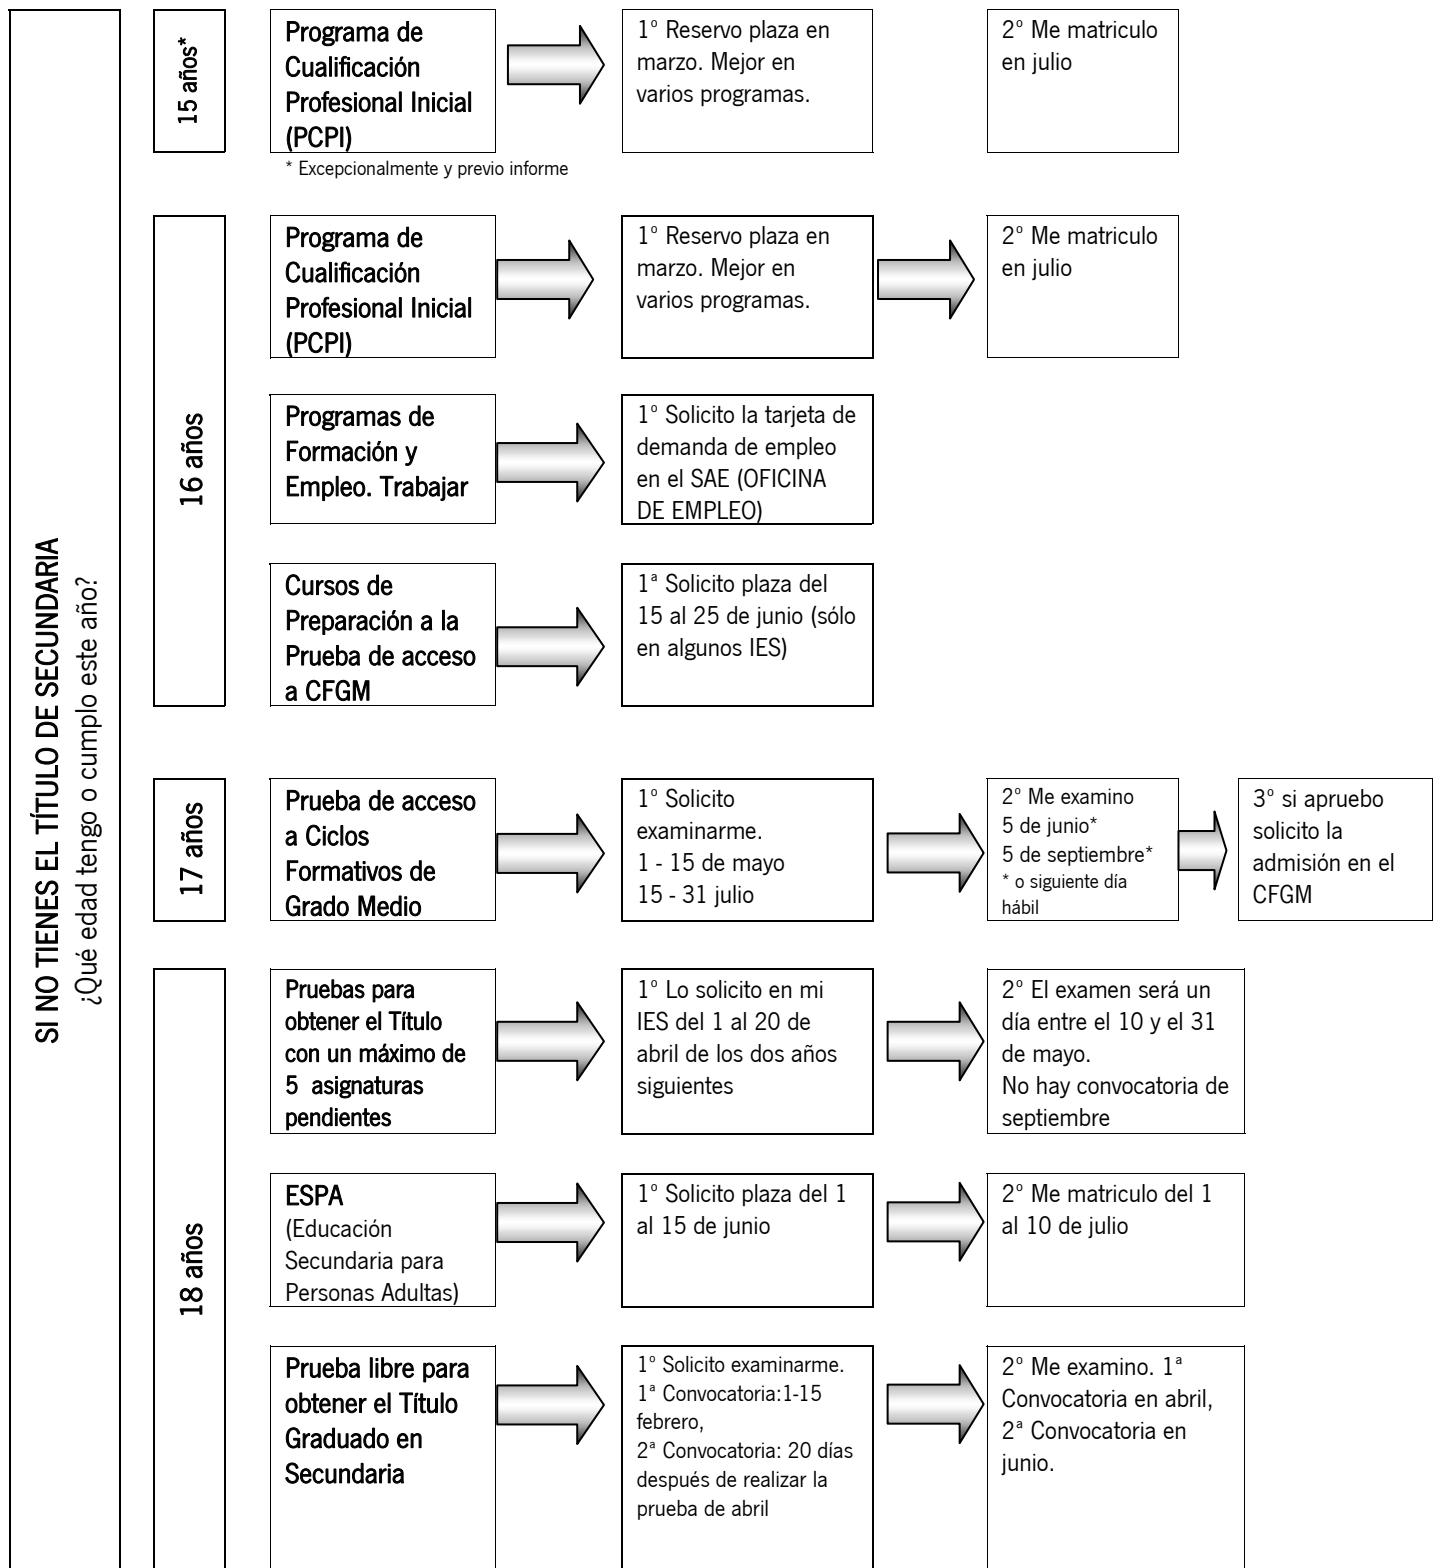 SI NO TIENES EL TÍTULO DE SECUNDARIA
¿Qué edad tengo o cumplo este año?
15 años*
Programa de
Cualificación
Profesional Inicial
(PCPI)
1º Reservo plaza en
marzo. Mejor en
varios programas.
2º Me matriculo
en julio
* Excepcionalmente y previo informe
16 años
Programa de
Cualificación
Profesional Inicial
(PCPI)
1º Reservo plaza en
marzo. Mejor en
varios programas.
2º Me matriculo
en julio
Programas de
Formación y
Empleo. Trabajar
1º Solicito la tarjeta de
demanda de empleo
en el SAE (OFICINA
DE EMPLEO)
Cursos de
Preparación a la
Prueba de acceso
a CFGM
1ª Solicito plaza del
15 al 25 de junio (sólo
en algunos IES)
17 años
Prueba de acceso
a Ciclos
Formativos de
Grado Medio
1º Solicito
examinarme.
1 - 15 de mayo
15 - 31 julio
2º Me examino
5 de junio*
5 de septiembre*
* o siguiente día
hábil
3º si apruebo
solicito la
admisión en el
CFGM
18 años
Pruebas para
obtener el Título
con un máximo de
5 asignaturas
pendientes
1º Lo solicito en mi
IES del 1 al 20 de
abril de los dos años
siguientes
2º El examen será un
día entre el 10 y el 31
de mayo.
No hay convocatoria de
septiembre
ESPA
(Educación
Secundaria para
Personas Adultas)
1º Solicito plaza del 1
al 15 de junio
2º Me matriculo del 1
al 10 de julio
Prueba libre para
obtener el Título
Graduado en
Secundaria
1º Solicito examinarme.
1ª Convocatoria:1-15
febrero,
2ª Convocatoria: 20 días
después de realizar la
prueba de abril
2º Me examino. 1ª
Convocatoria en abril,
2ª Convocatoria en
junio.